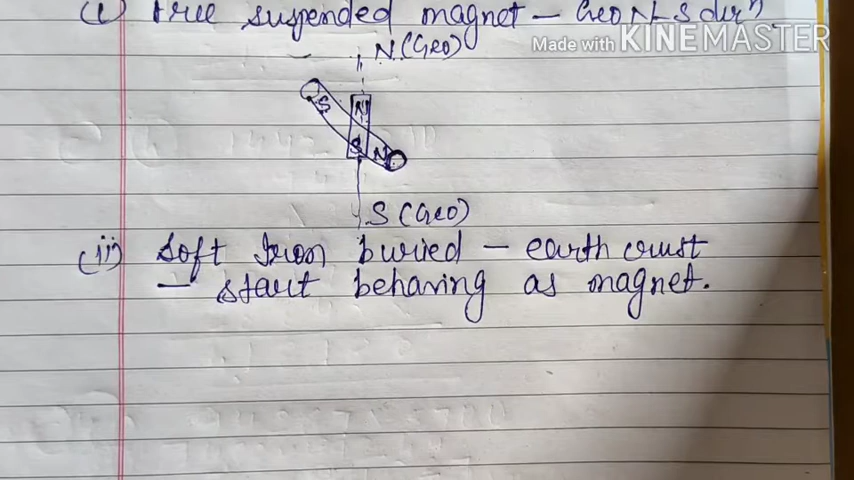 (i) free suspended magnet - Geo N-S dirⁿ.
Made with KINEMASTER
N (Geo)
S
N
S
N
S (Geo)
(ii) soft Iron buried - earth crust
- start behaving as magnet.